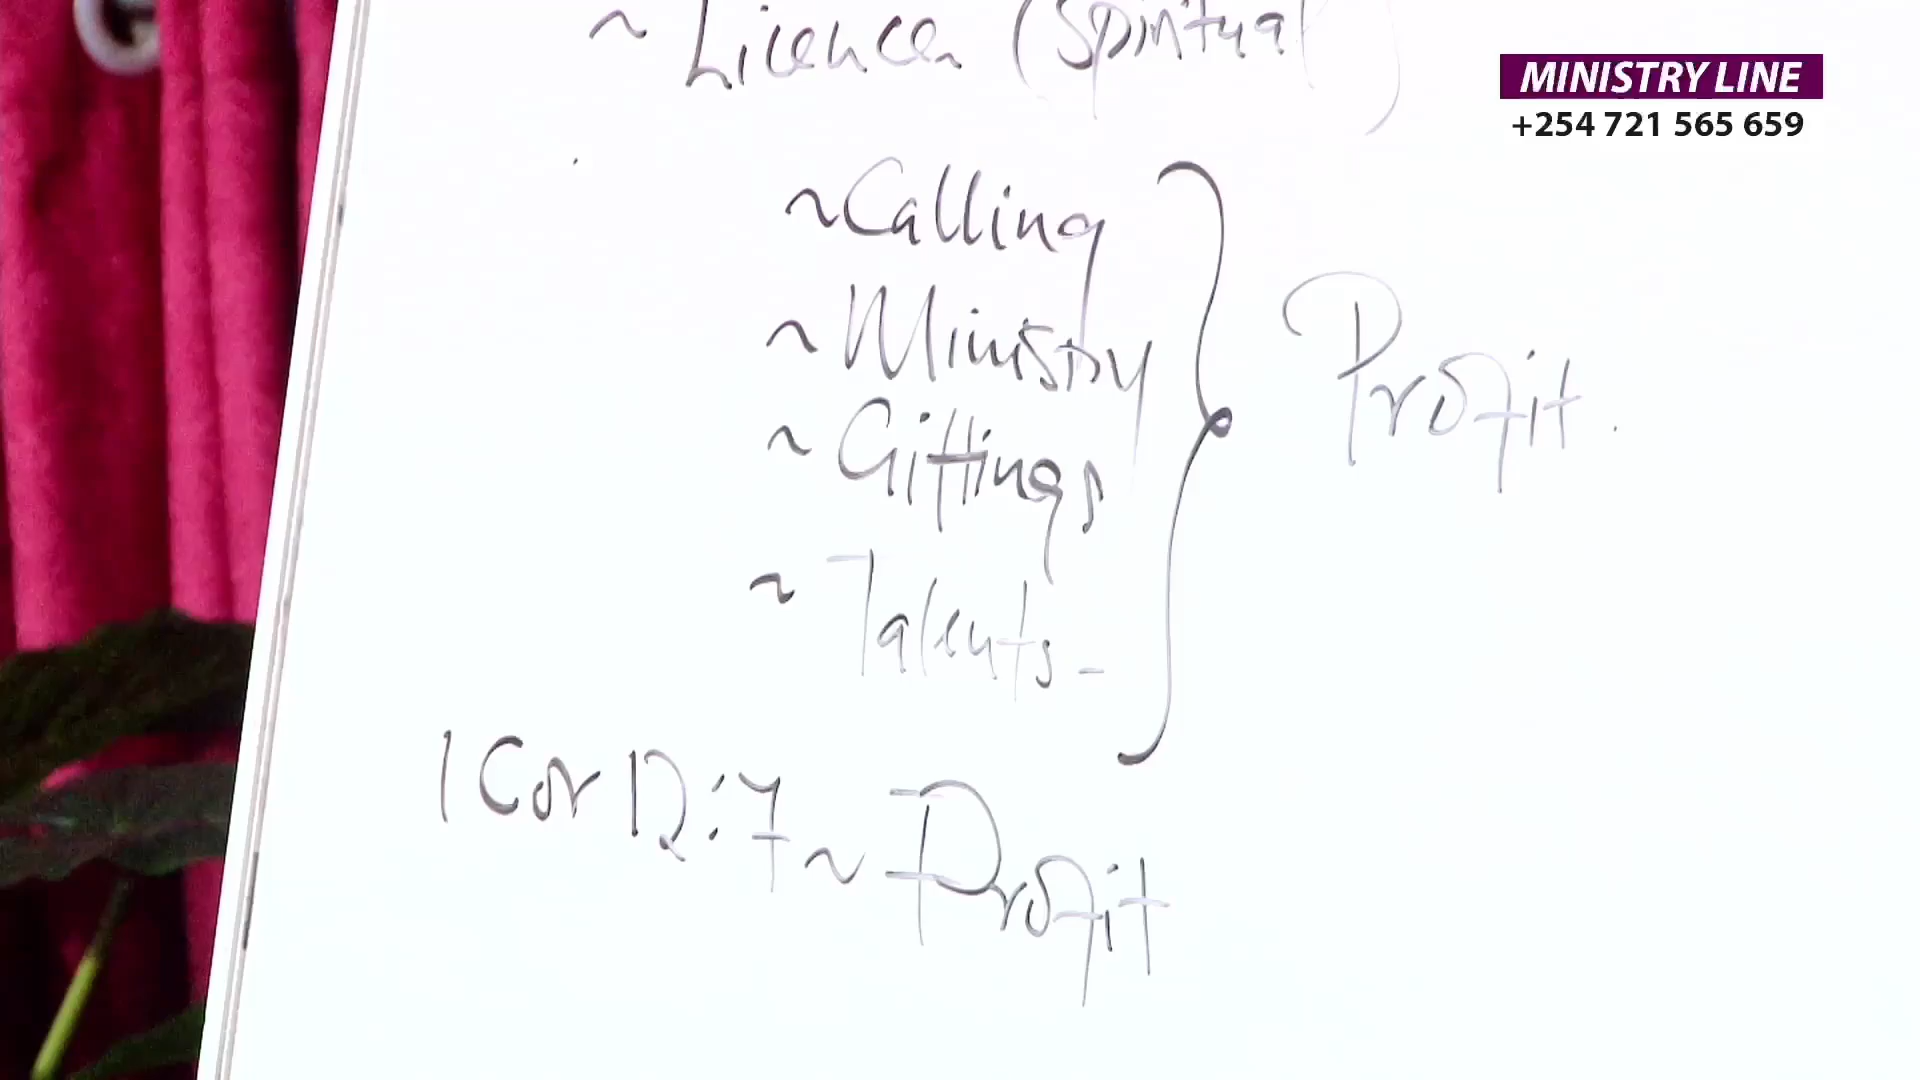 ~ Licence (Spiritual)
MINISTRY LINE
+254 721 565 659
~ Calling
~ Ministry
~ Giftings
~ Talents -
Profit.
1 Cor 12:7 ~ Profit